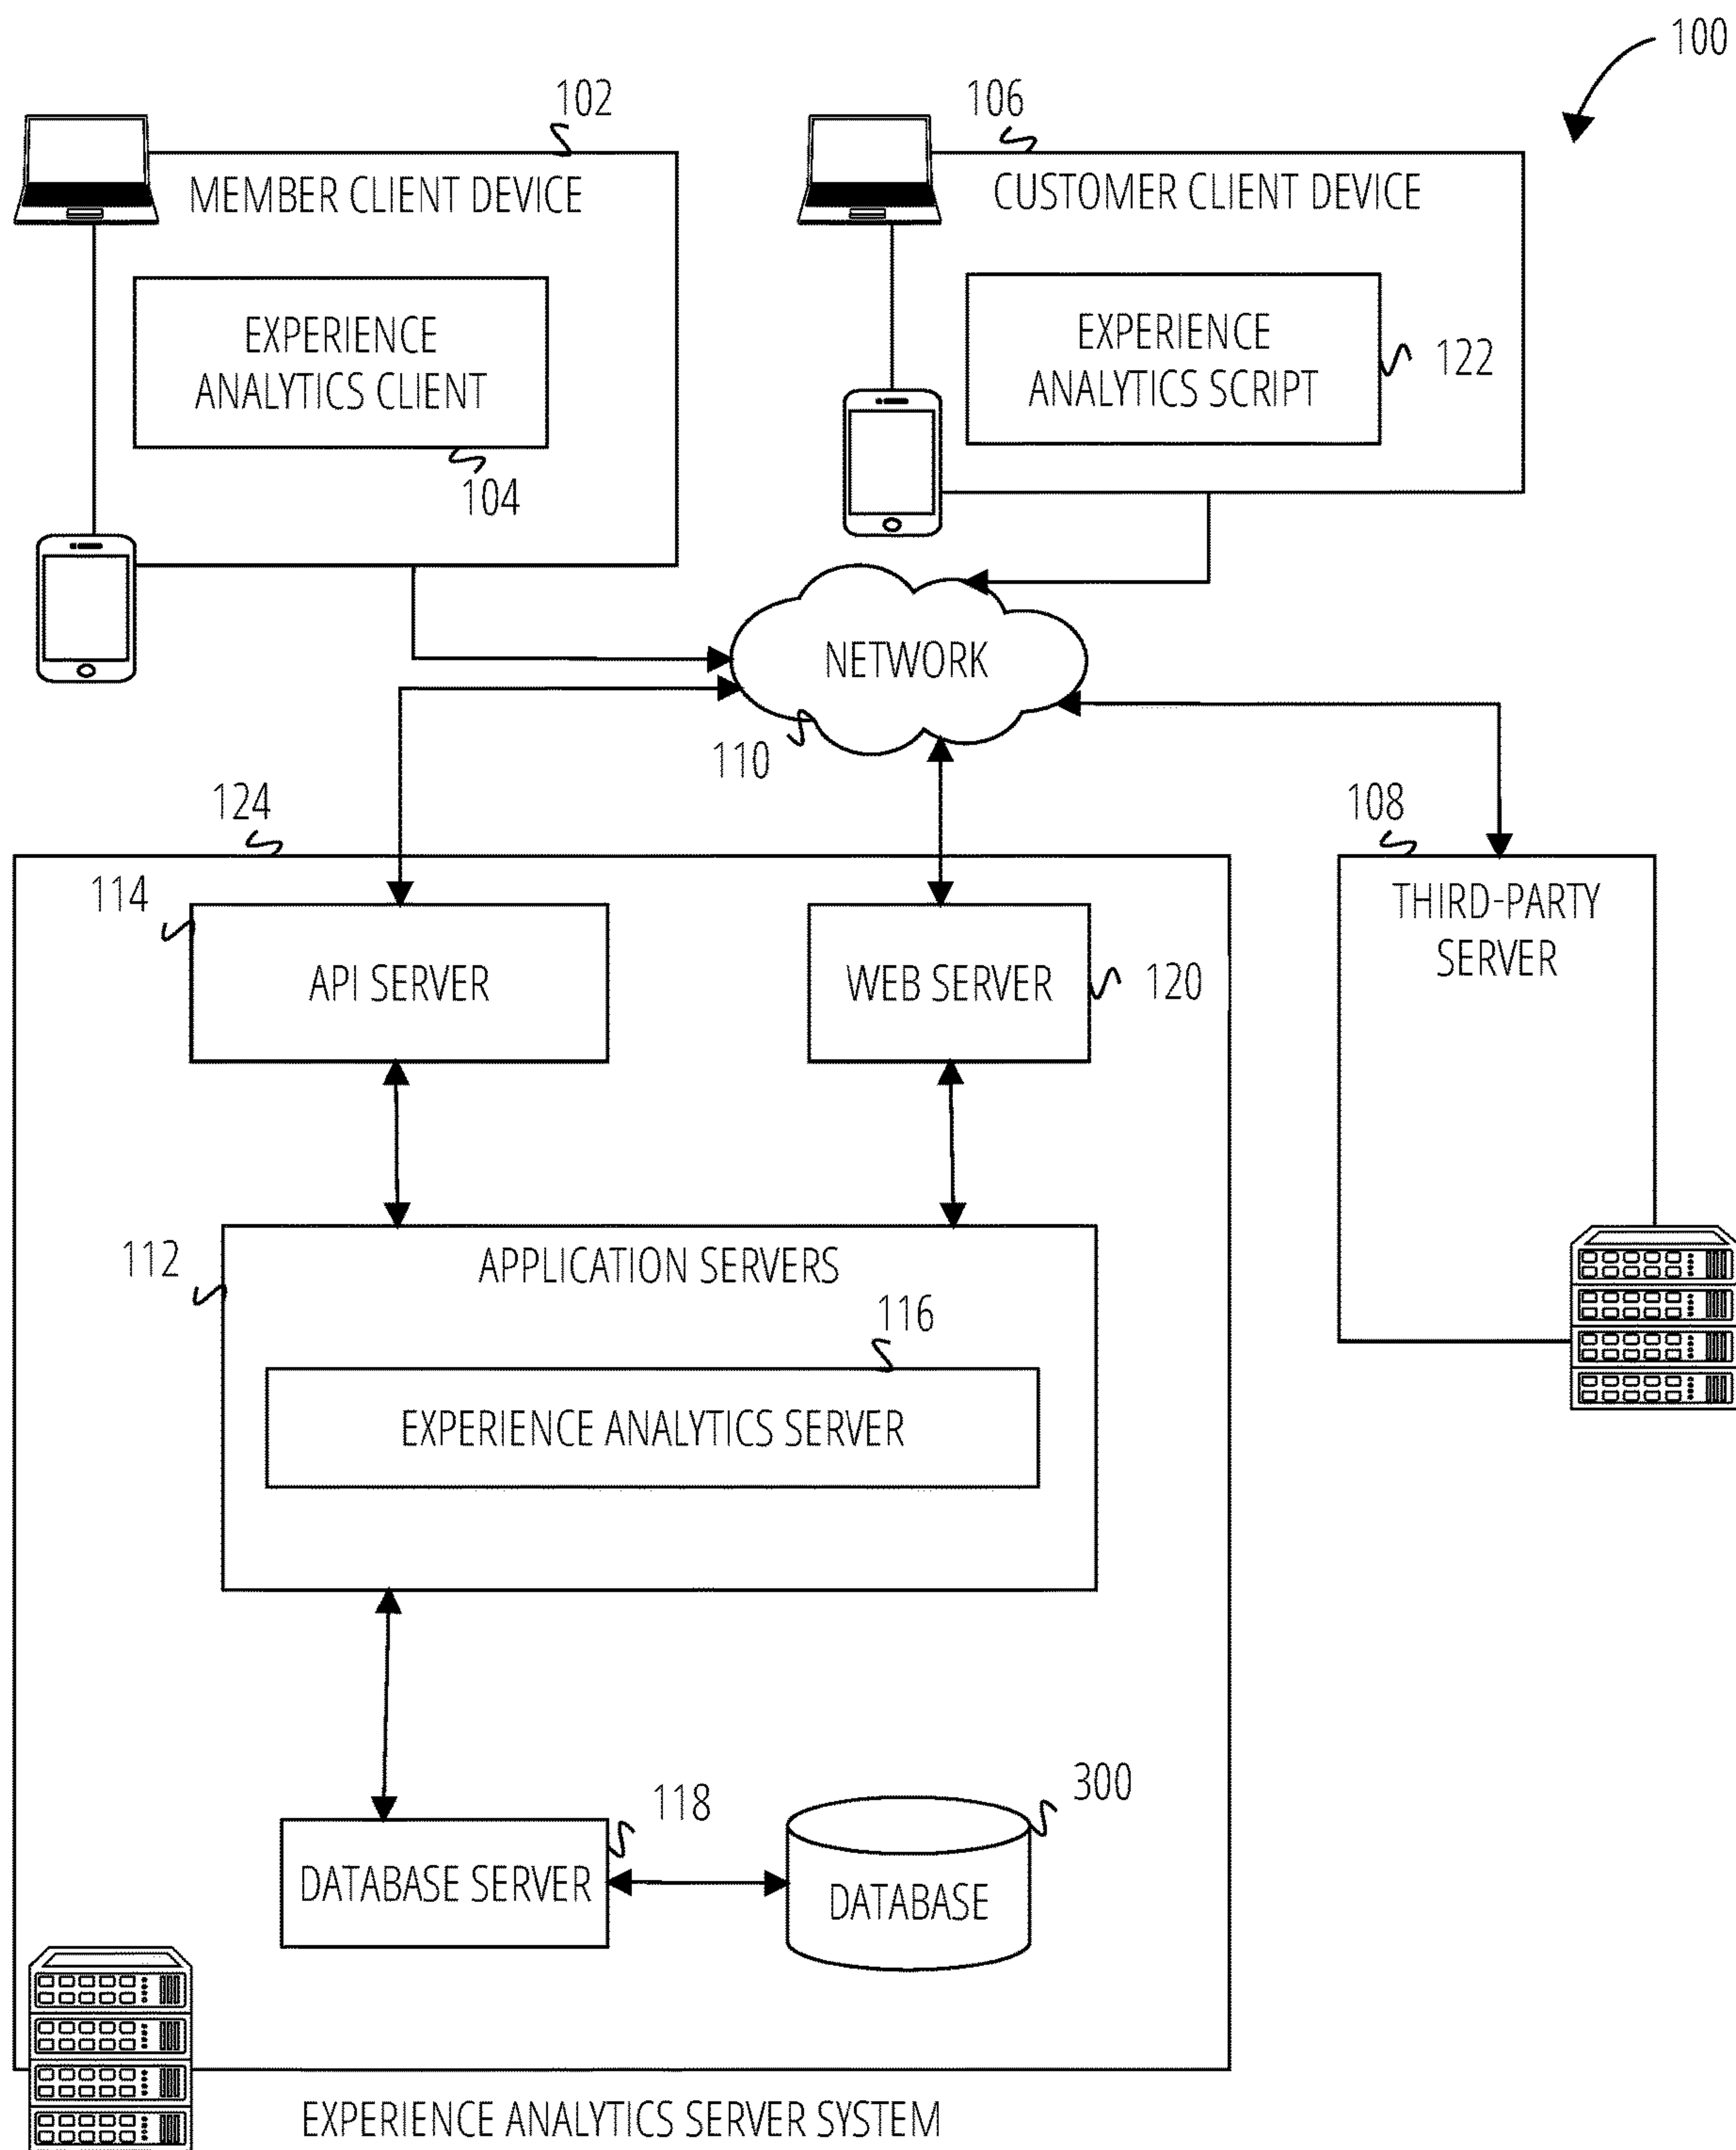 100
102
106
MEMBER CLIENT DEVICE
CUSTOMER CLIENT DEVICE
EXPERIENCE
ANALYTICS CLIENT
104
EXPERIENCE
ANALYTICS SCRIPT
122
NETWORK
110
124
108
114
API SERVER
WEB SERVER
120
THIRD-PARTY
SERVER
112
APPLICATION SERVERS
116
EXPERIENCE ANALYTICS SERVER
118
300
DATABASE SERVER
DATABASE
EXPERIENCE ANALYTICS SERVER SYSTEM